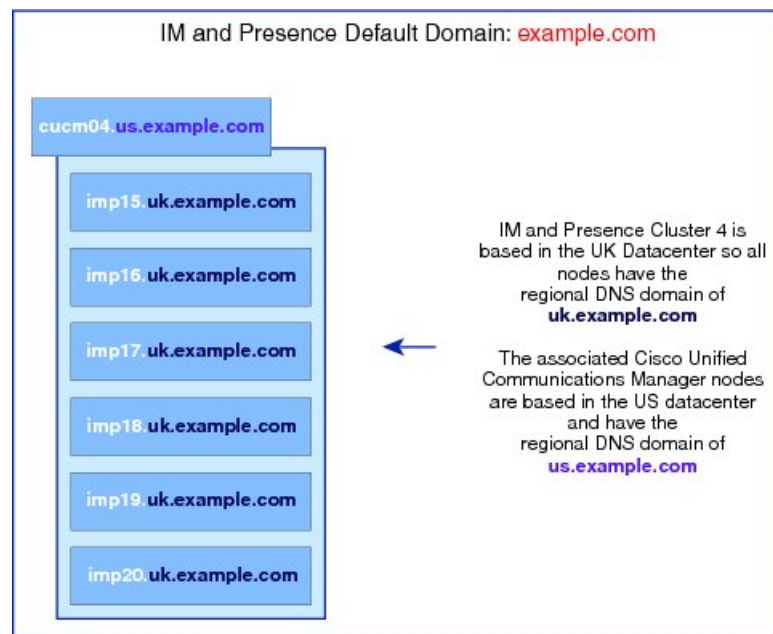 IM and Presence Default Domain: example.com
cucm04.us.example.com
imp15.uk.example.com
imp16.uk.example.com
imp17.uk.example.com
imp18.uk.example.com
imp19.uk.example.com
imp20.uk.example.com
IM and Presence Cluster 4 is
based in the UK Datacenter so all
nodes have the
regional DNS domain of
uk.example.com
The associated Cisco Unified
Communications Manager nodes
are based in the US datacenter
and have the
regional DNS domain of
us.example.com